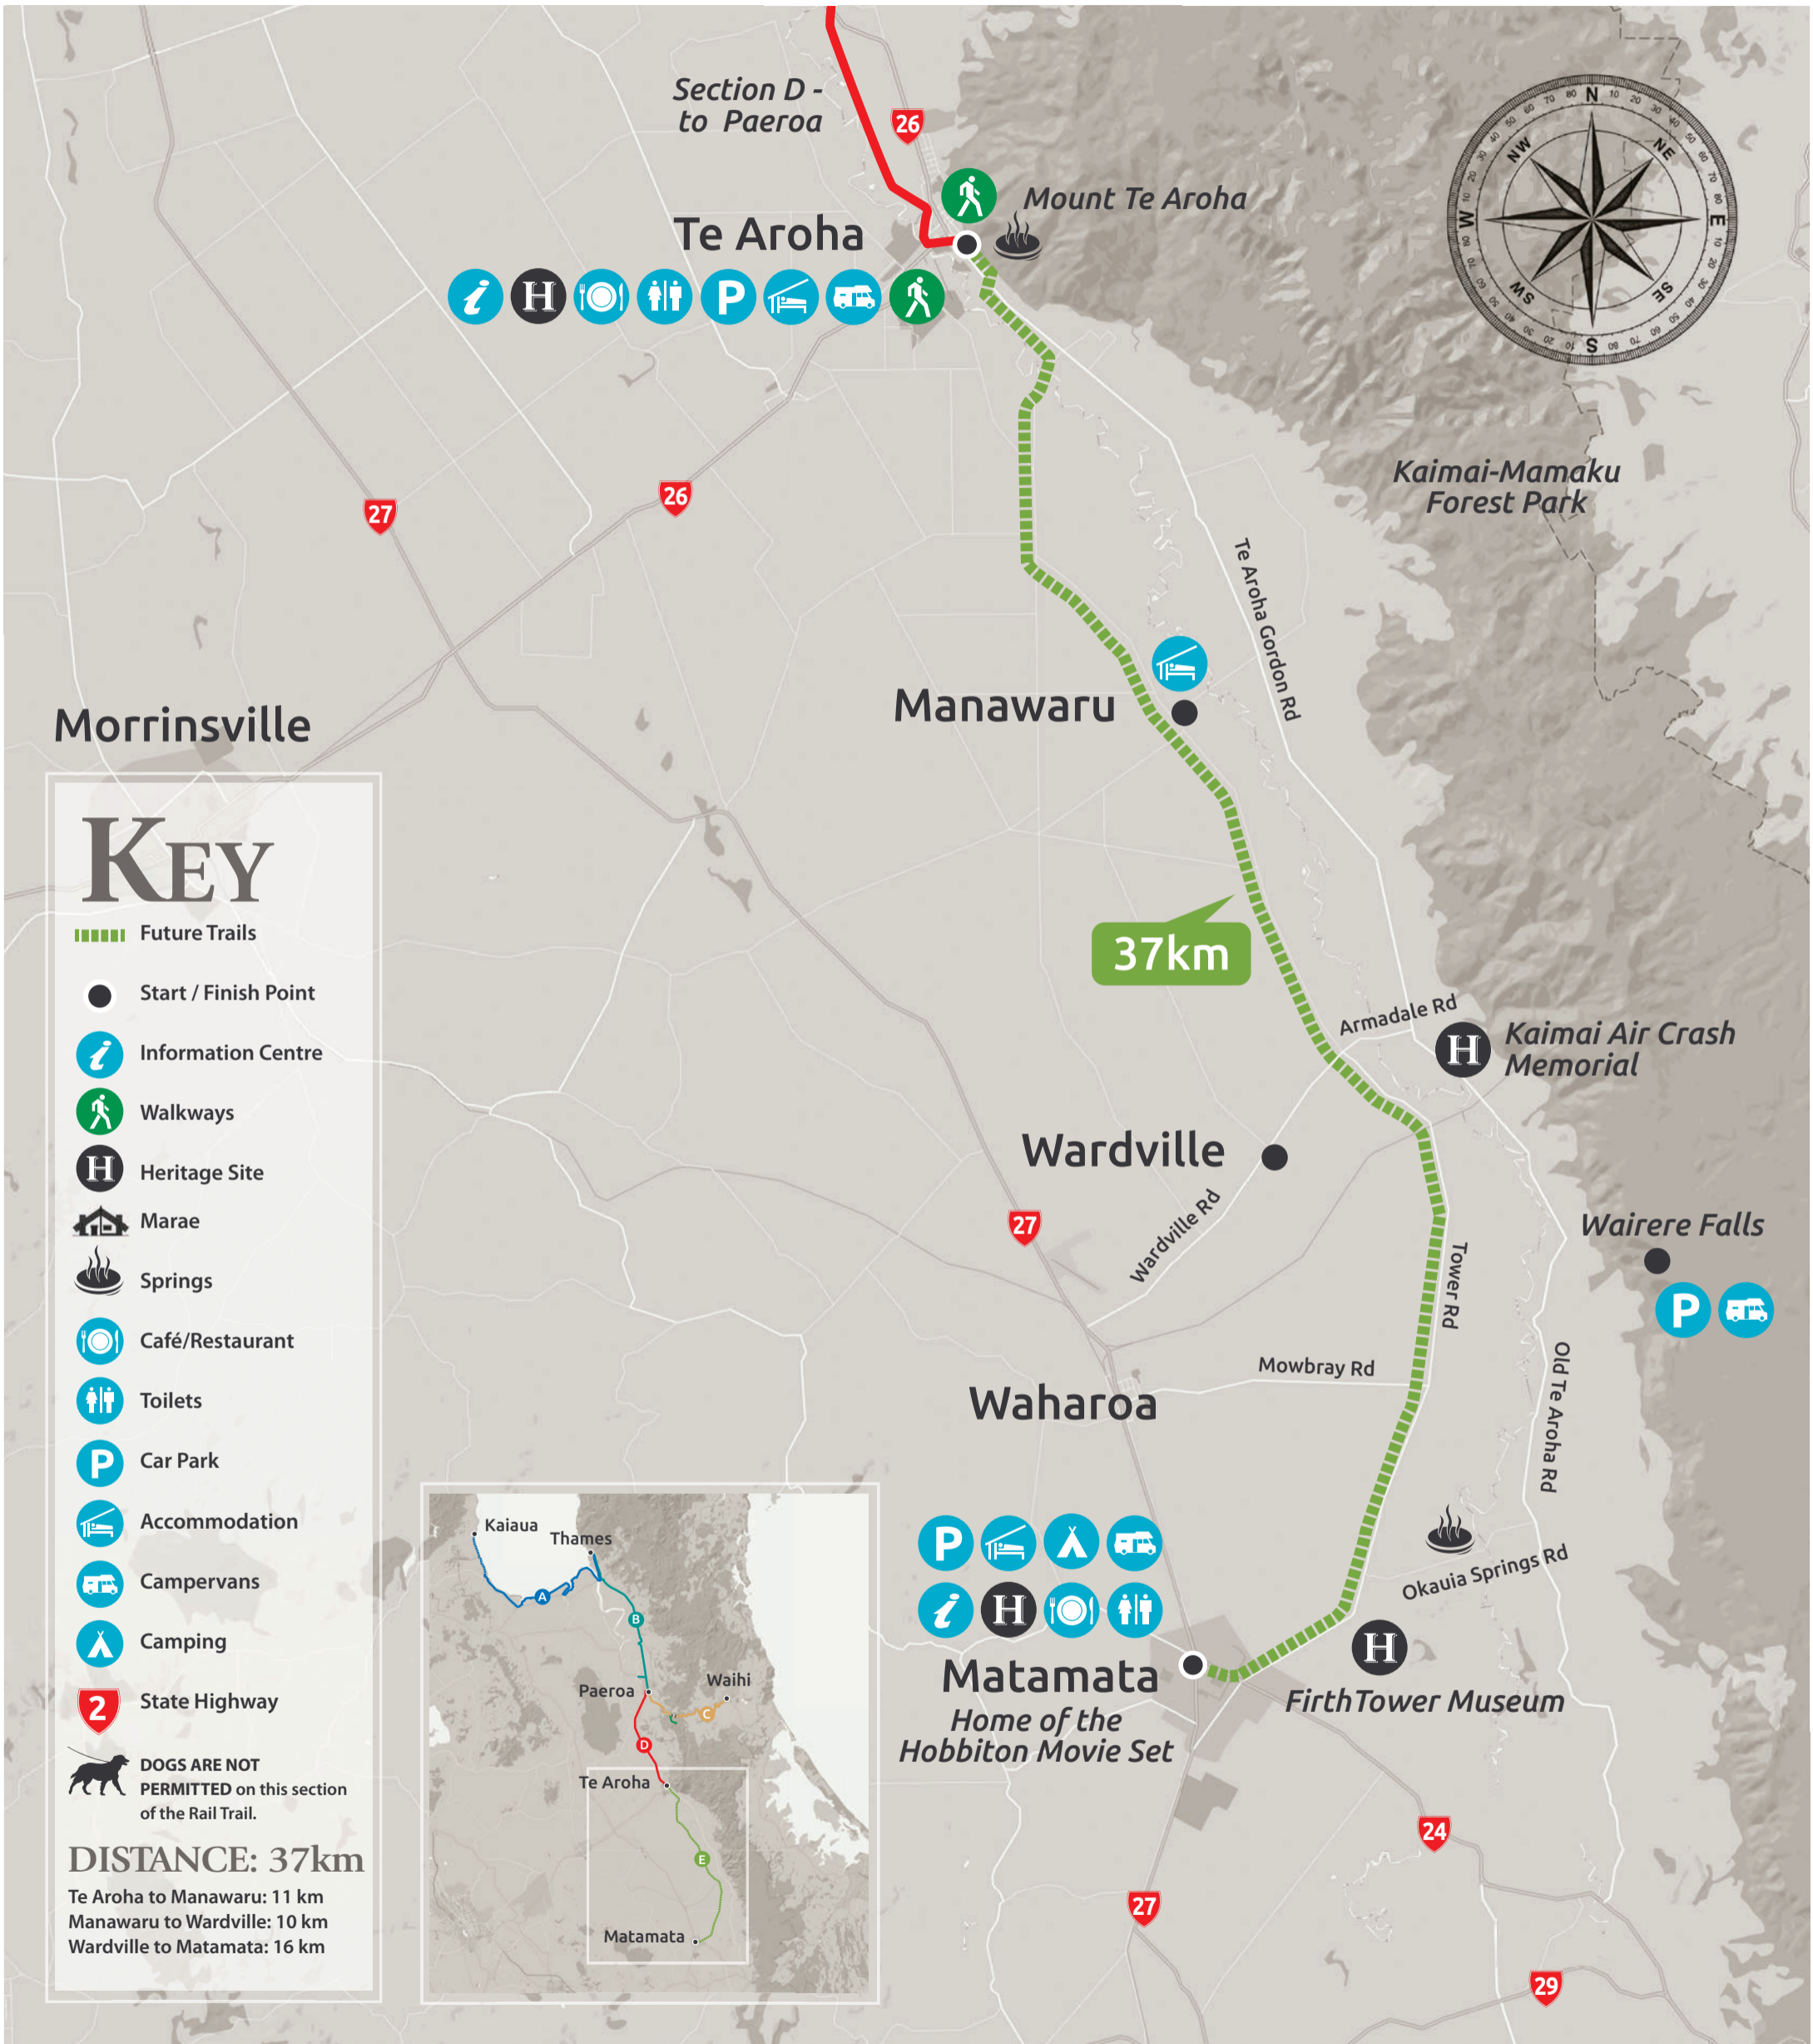 Section D -
to Paeroa
26
Mount Te Aroha
Te Aroha
i
H
P
N
NE
E
SE
S
SW
W
NW
Kaimai-Mamaku
Forest Park
27
26
Te Aroha Gordon Rd
Manawaru
Morrinsville
37km
Armadale Rd
H
Kaimai Air Crash
Memorial
Wardville
Wardville Rd
27
Wairere Falls
P
Tower Rd
Mowbray Rd
Waharoa
Old Te Aroha Rd
Okauia Springs Rd
P
i
H
Matamata
Home of the
Hobbiton Movie Set
H
FirthTower Museum
24
27
29
KEY
Future Trails
Start / Finish Point
i
Information Centre
Walkways
H
Heritage Site
Marae
Springs
Café/Restaurant
Toilets
P
Car Park
Accommodation
Campervans
Camping
2
State Highway
DOGS ARE NOT
PERMITTED on this section
of the Rail Trail.
DISTANCE: 37km
Te Aroha to Manawaru: 11 km
Manawaru to Wardville: 10 km
Wardville to Matamata: 16 km
Kaiaua
Thames
A
B
Paeroa
Waihi
C
D
Te Aroha
E
Matamata